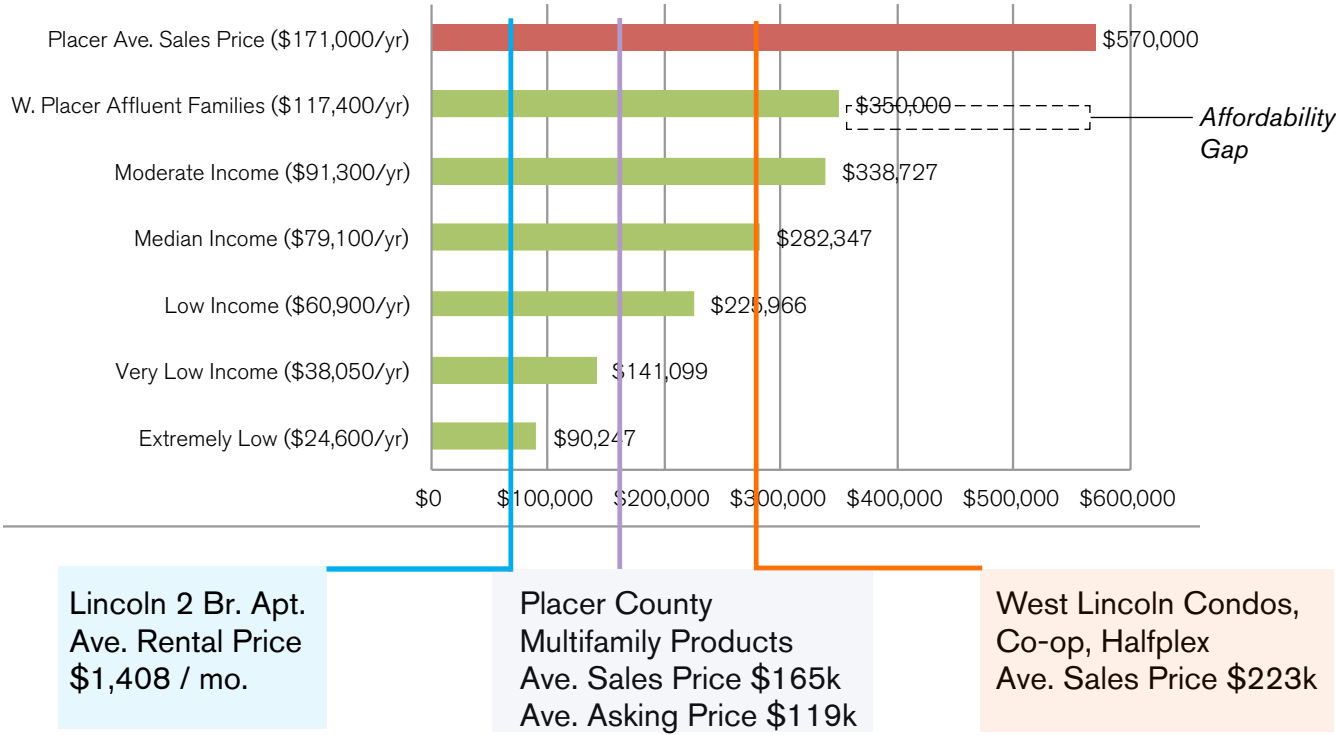 Placer Ave. Sales Price ($171,000/yr) $570,000
W. Placer Affluent Families ($117,400/yr) $350,000
Affordability
Gap
Moderate Income ($91,300/yr) $338,727
Median Income ($79,100/yr) $282,347
Low Income ($60,900/yr) $225,966
Very Low Income ($38,050/yr) $141,099
Extremely Low ($24,600/yr) $90,247
$0 $100,000 $200,000 $300,000 $400,000 $500,000 $600,000
Lincoln 2 Br. Apt.
Ave. Rental Price
$1,408 / mo.
Placer County
Multifamily Products
Ave. Sales Price $165k
Ave. Asking Price $119k
West Lincoln Condos,
Co-op, Halfplex
Ave. Sales Price $223k